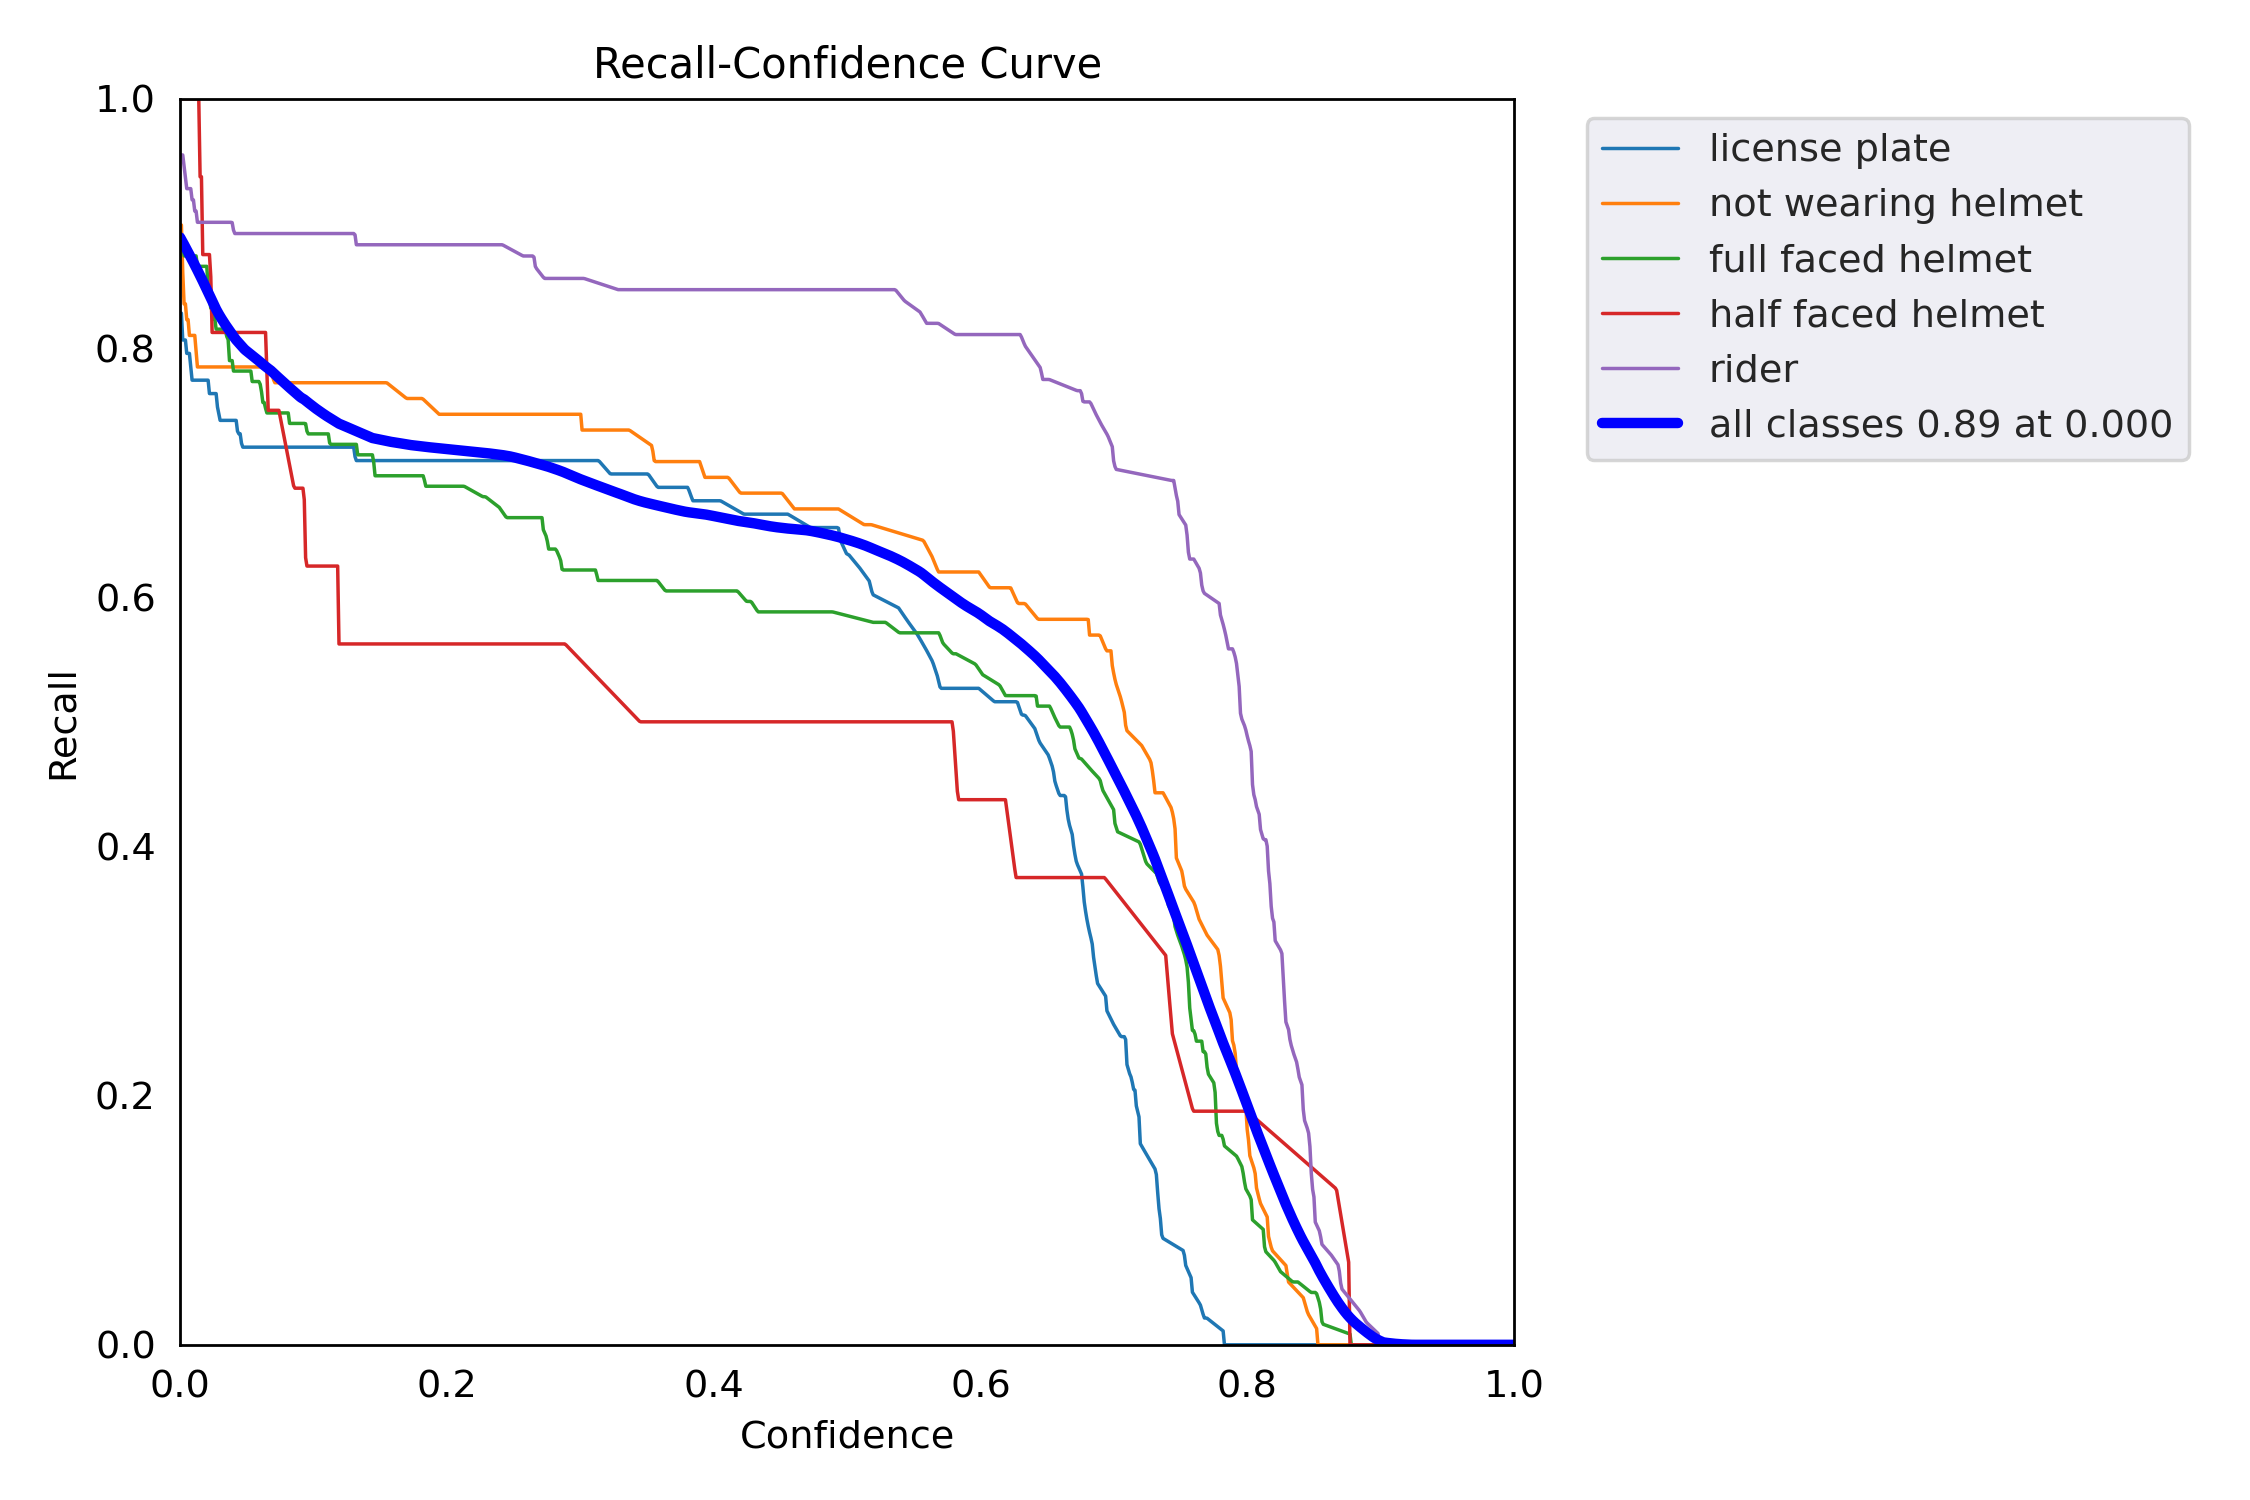 Recall-Confidence Curve
1.0
0.8
0.6
0.4
0.2
0.0
Recall
0.0 0.2 0.4 0.6 0.8 1.0
Confidence
license plate
not wearing helmet
full faced helmet
half faced helmet
rider
all classes 0.89 at 0.000